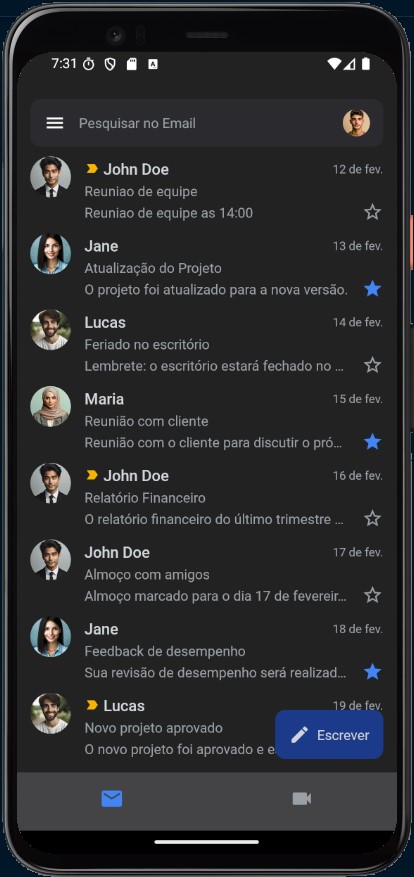 7:31
Pesquisar no Email
John Doe 12 de fev.
Reuniao de equipe
Reuniao de equipe as 14:00
Jane 13 de fev.
Atualização do Projeto
O projeto foi atualizado para a nova versão.
Lucas 14 de fev.
Feriado no escritório
Lembrete: o escritório estará fechado no ...
Maria 15 de fev.
Reunião com cliente
Reunião com o cliente para discutir o pró...
John Doe 16 de fev.
Relatório Financeiro
O relatório financeiro do último trimestre ...
John Doe 17 de fev.
Almoço com amigos
Almoço marcado para o dia 17 de fevereir...
Jane 18 de fev.
Feedback de desempenho
Sua revisão de desempenho será realizad...
Lucas 19 de fev.
Novo projeto aprovado
O novo projeto foi aprovado e
Escrever